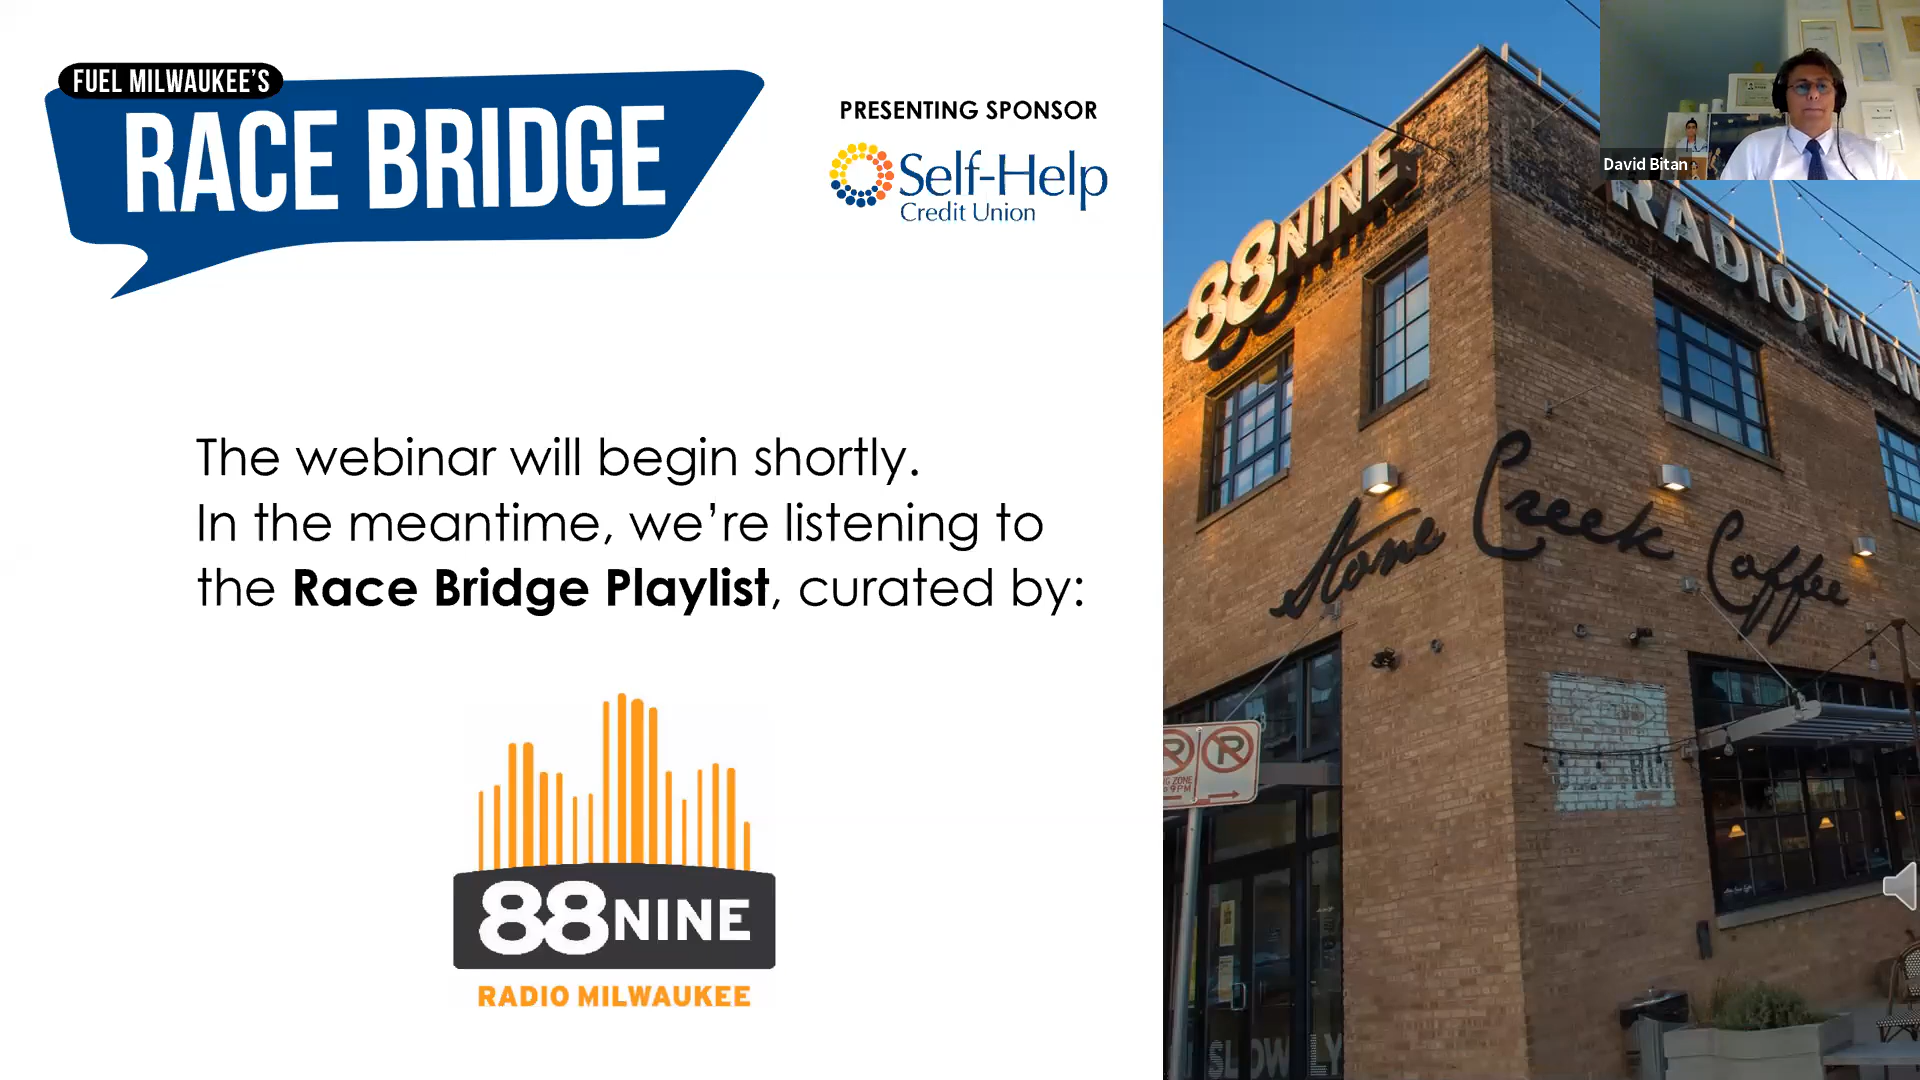 FUEL MILWAUKEE'S
RACE BRIDGE
PRESENTING SPONSOR
Self-Help
Credit Union
The webinar will begin shortly.
In the meantime, we're listening to
the Race Bridge Playlist, curated by:
88NINE
RADIO MILWAUKEE
David Bitan
88NINE
RADIO MILW
Stone Creek Coffee
SLOWLY